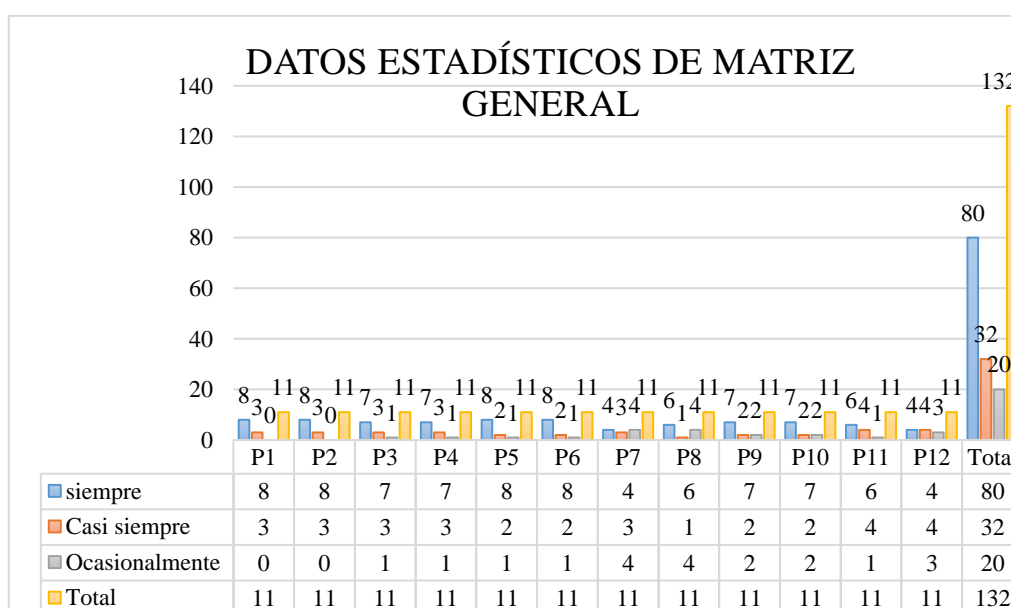 DATOS ESTADÍSTICOS DE MATRIZ
GENERAL
140
120
100
80
60
40
20
0
8 3 0 11 8 3 0 11 7 3 1 11 7 3 1 11 8 2 1 11 8 2 1 11 4 3 4 11 6 1 4 11 7 2 2 11 7 2 2 11 6 4 1 11 4 4 3 11 80 32 20 132
P1 P2 P3 P4 P5 P6 P7 P8 P9 P10 P11 P12 Tota
siempre 8 8 7 7 8 8 4 6 7 7 6 4 80
Casi siempre 3 3 3 3 2 2 3 1 2 2 4 4 32
Ocasionalmente 0 0 1 1 1 1 4 4 2 2 1 3 20
Total 11 11 11 11 11 11 11 11 11 11 11 11 132